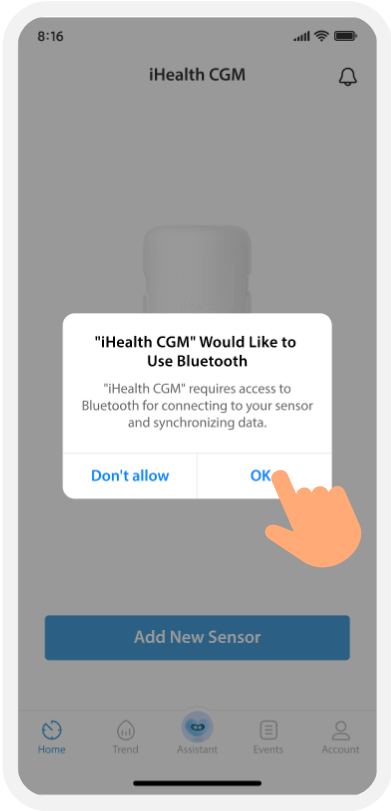 8:16
iHealth CGM
"iHealth CGM" Would Like to
Use Bluetooth
"iHealth CGM" requires access to
Bluetooth for connecting to your sensor
and synchronizing data.
Don't allow
OK
Add New Sensor
Home Trend Assistant Events Account